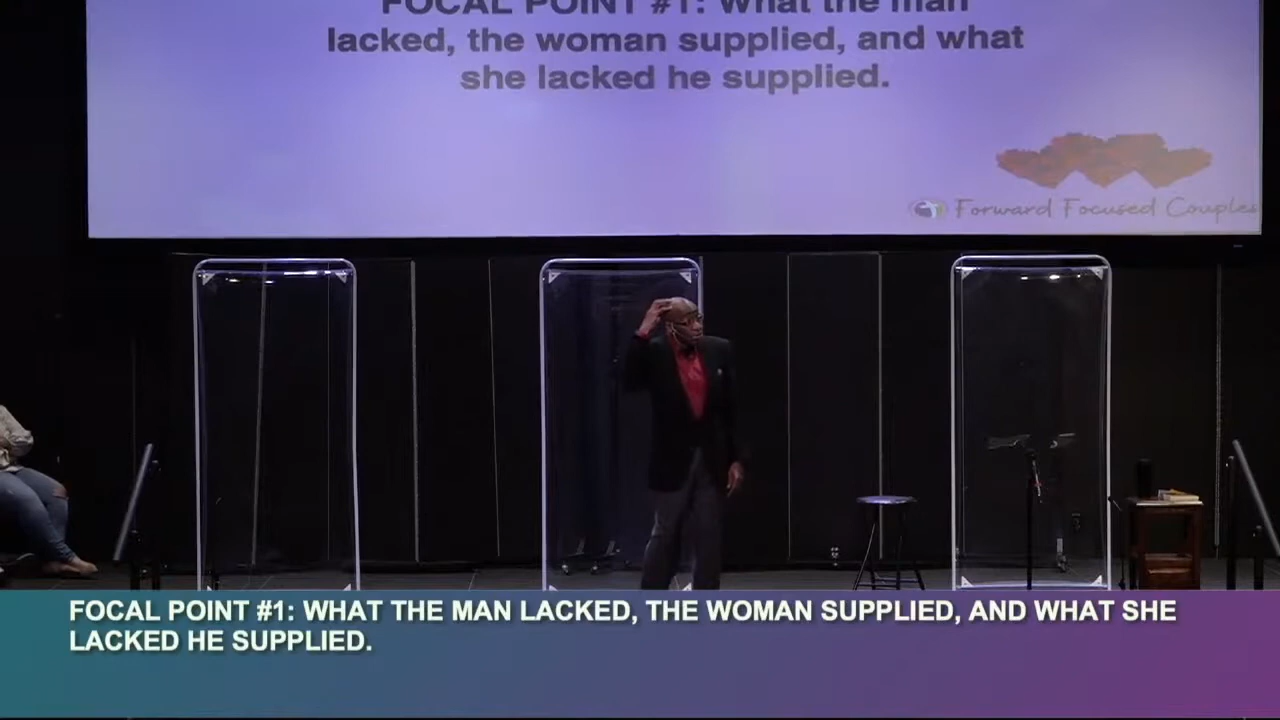 FOCAL POINT #1: What the man
lacked, the woman supplied, and what
she lacked he supplied.
Forward Focused Couples
FOCAL POINT #1: WHAT THE MAN LACKED, THE WOMAN SUPPLIED, AND WHAT SHE
LACKED HE SUPPLIED.